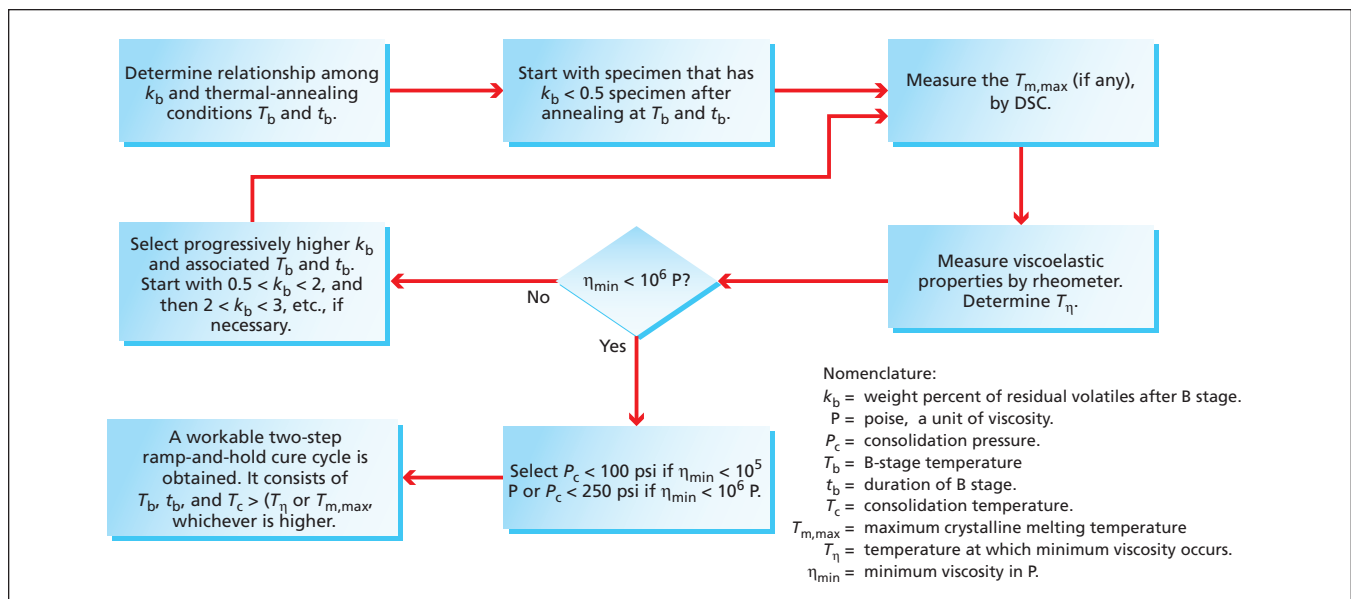 Determine relationship among
k_b and thermal-annealing
conditions T_b and t_b.
Start with specimen that has
k_b < 0.5 specimen after
annealing at T_b and t_b.
Measure the T_m,max (if any),
by DSC.
Measure viscoelastic
properties by rheometer.
Determine T_η.
η_min < 10^6 P?
No
Yes
Select progressively higher k_b
and associated T_b and t_b.
Start with 0.5 < k_b < 2, and
then 2 < k_b < 3, etc., if
necessary.
Select P_c < 100 psi if η_min < 10^5
P or P_c < 250 psi if η_min < 10^6 P.
A workable two-step
ramp-and-hold cure cycle is
obtained. It consists of
T_b, t_b, and T_c > (T_η or T_m,max,
whichever is higher.
Nomenclature:
k_b = weight percent of residual volatiles after B stage.
P = poise, a unit of viscosity.
P_c = consolidation pressure.
T_b = B-stage temperature
t_b = duration of B stage.
T_c = consolidation temperature.
T_m,max = maximum crystalline melting temperature
T_η = temperature at which minimum viscosity occurs.
η_min = minimum viscosity in P.